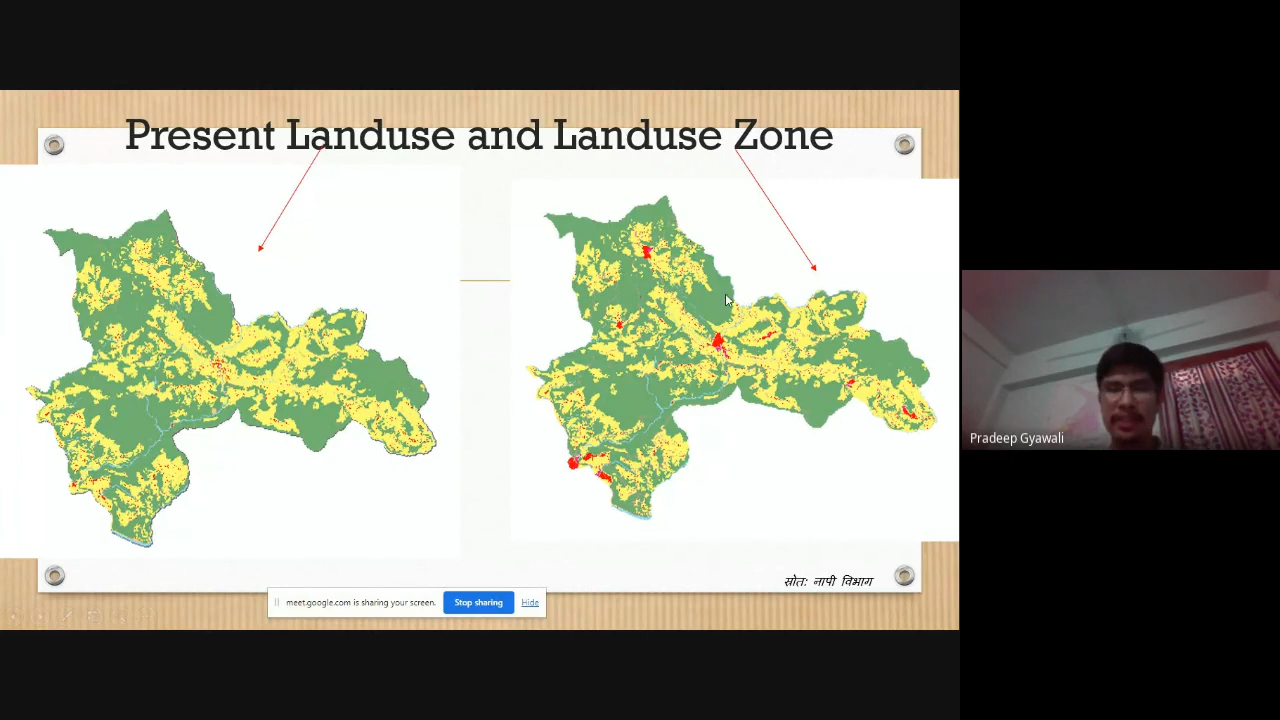 Present Landuse and Landuse Zone
Pradeep Gyawali
स्रोत: नापी विभाग
meet.google.com is sharing your screen.
Stop sharing
Hide